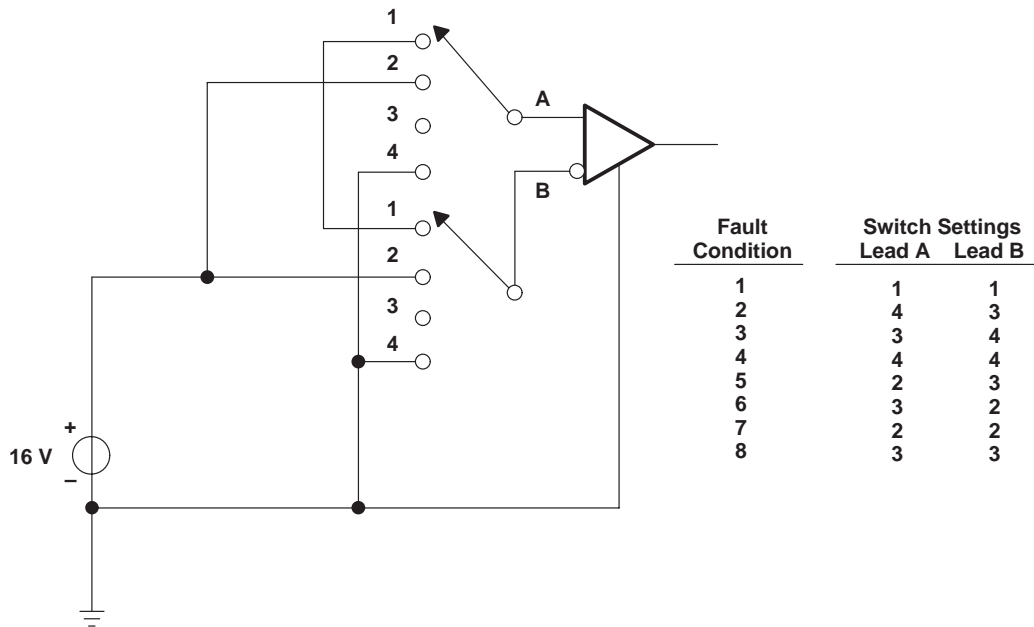 1
2
3
4
1
2
3
4
A
B
+
16 V
–
Fault Condition
Switch Settings
Lead A Lead B
1 1 1
2 4 3
3 3 4
4 4 4
5 2 3
6 3 2
7 2 2
8 3 3